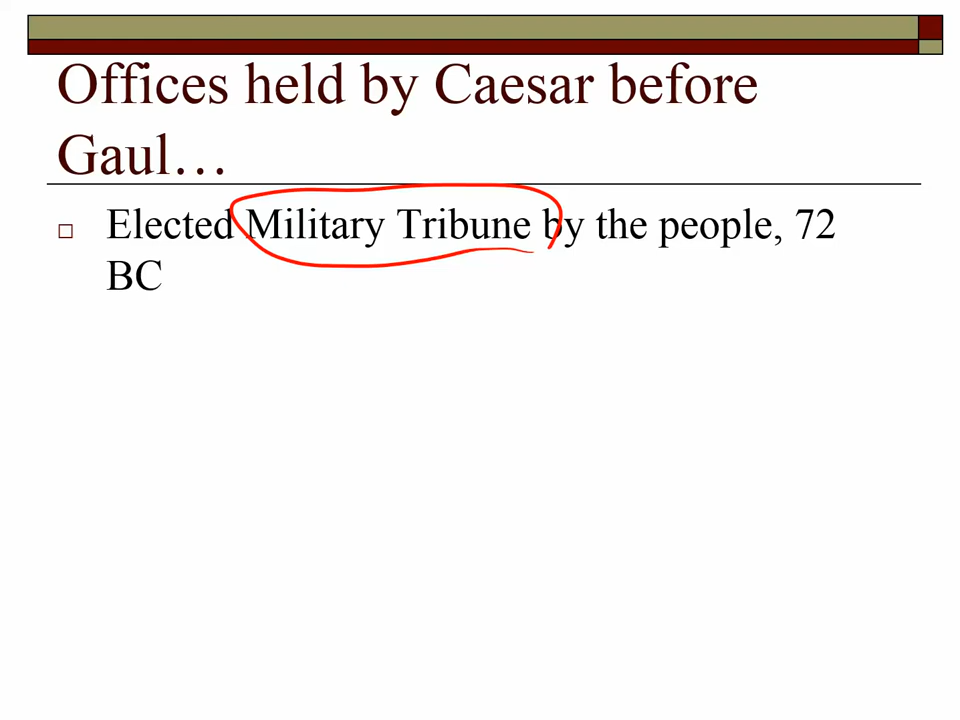 Offices held by Caesar before
Gaul…
Elected Military Tribune by the people, 72
BC